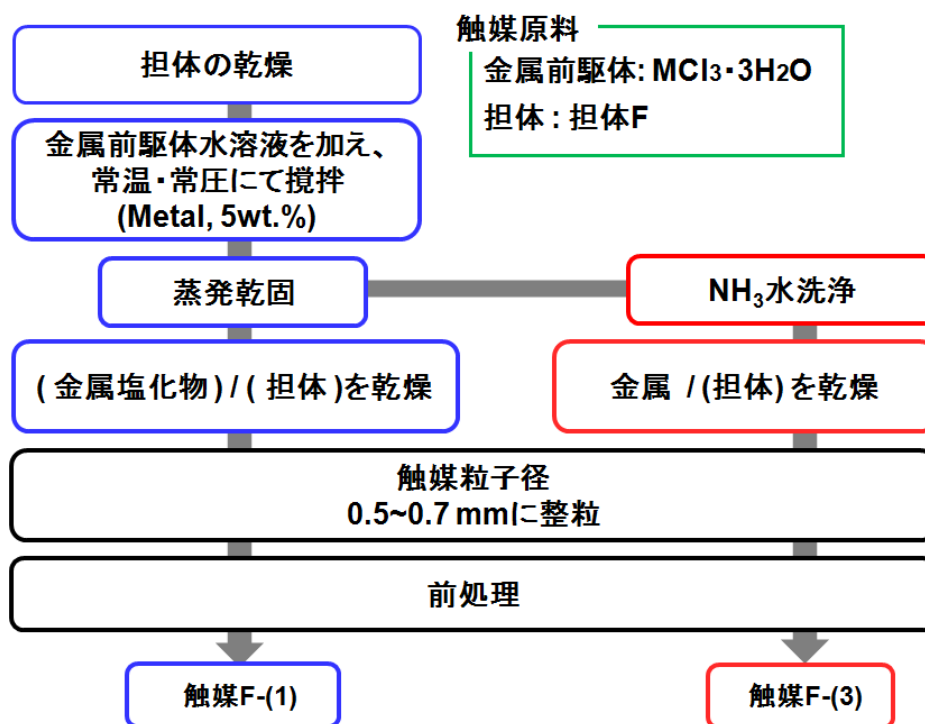 触媒原料
金属前駆体: MCl3・3H2O
担体 : 担体F
担体の乾燥
金属前駆体水溶液を加え、
常温・常圧にて撹拌
(Metal, 5wt.%)
蒸発乾固
NH3水洗浄
( 金属塩化物 ) / ( 担体 )を乾燥
金属 / (担体) を乾燥
触媒粒子径
0.5~0.7 mmに整粒
前処理
触媒F-(1)
触媒F-(3)